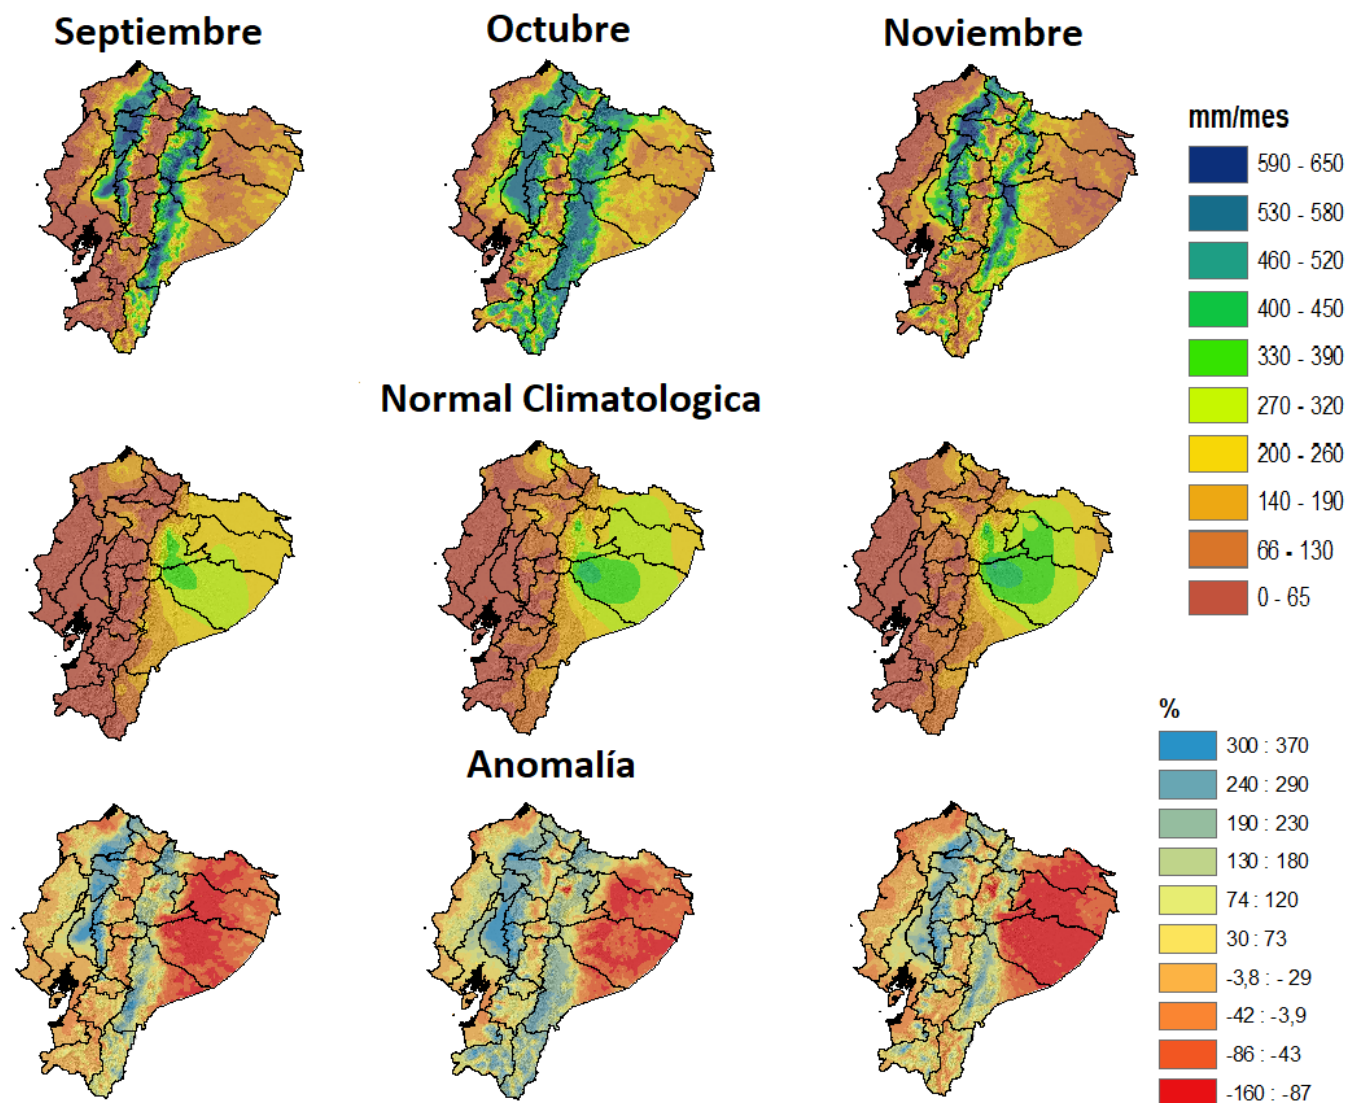 Septiembre
Octubre
Noviembre
mm/mes
590 - 650
530 - 580
460 - 520
400 - 450
330 - 390
270 - 320
200 - 260
140 - 190
66 - 130
0 - 65
Normal Climatologica
Anomalía
%
300 : 370
240 : 290
190 : 230
130 : 180
74 : 120
30 : 73
-3,8 : - 29
-42 : -3,9
-86 : -43
-160 : -87